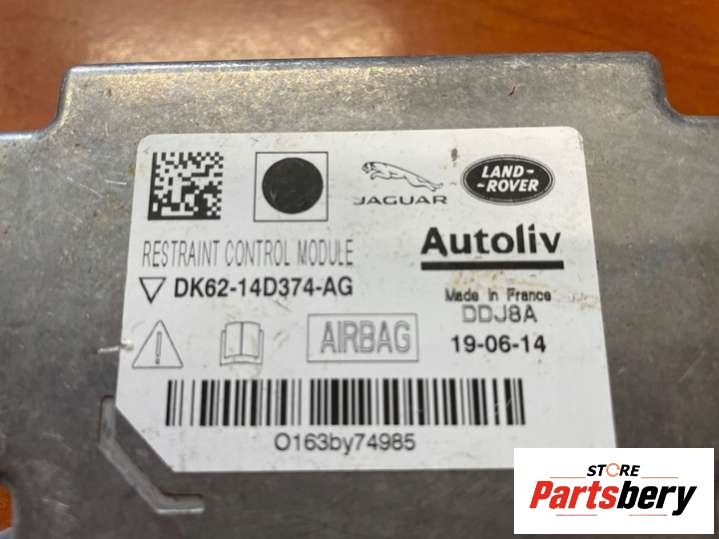 JAGUAR
LAND-
-ROVER
RESTRAINT CONTROL MODULE
Autoliv
DK62-14D374-AG
Made In France
DDJ8A
AIRBAG
19-06-14
O163by74985
STORE
Partsbery